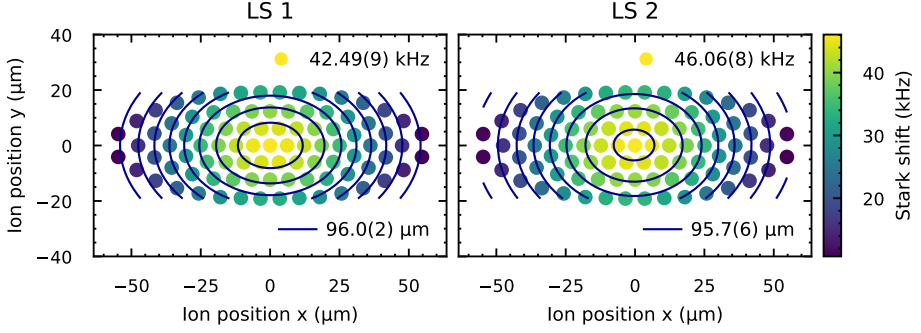 LS 1
LS 2
40
20
0
−20
−40
Ion position y (µm)
42.49(9) kHz
96.0(2) µm
−50
−25
0
25
50
Ion position x (µm)
46.06(8) kHz
95.7(6) µm
−50
−25
0
25
50
Ion position x (µm)
40
30
20
Stark shift (kHz)